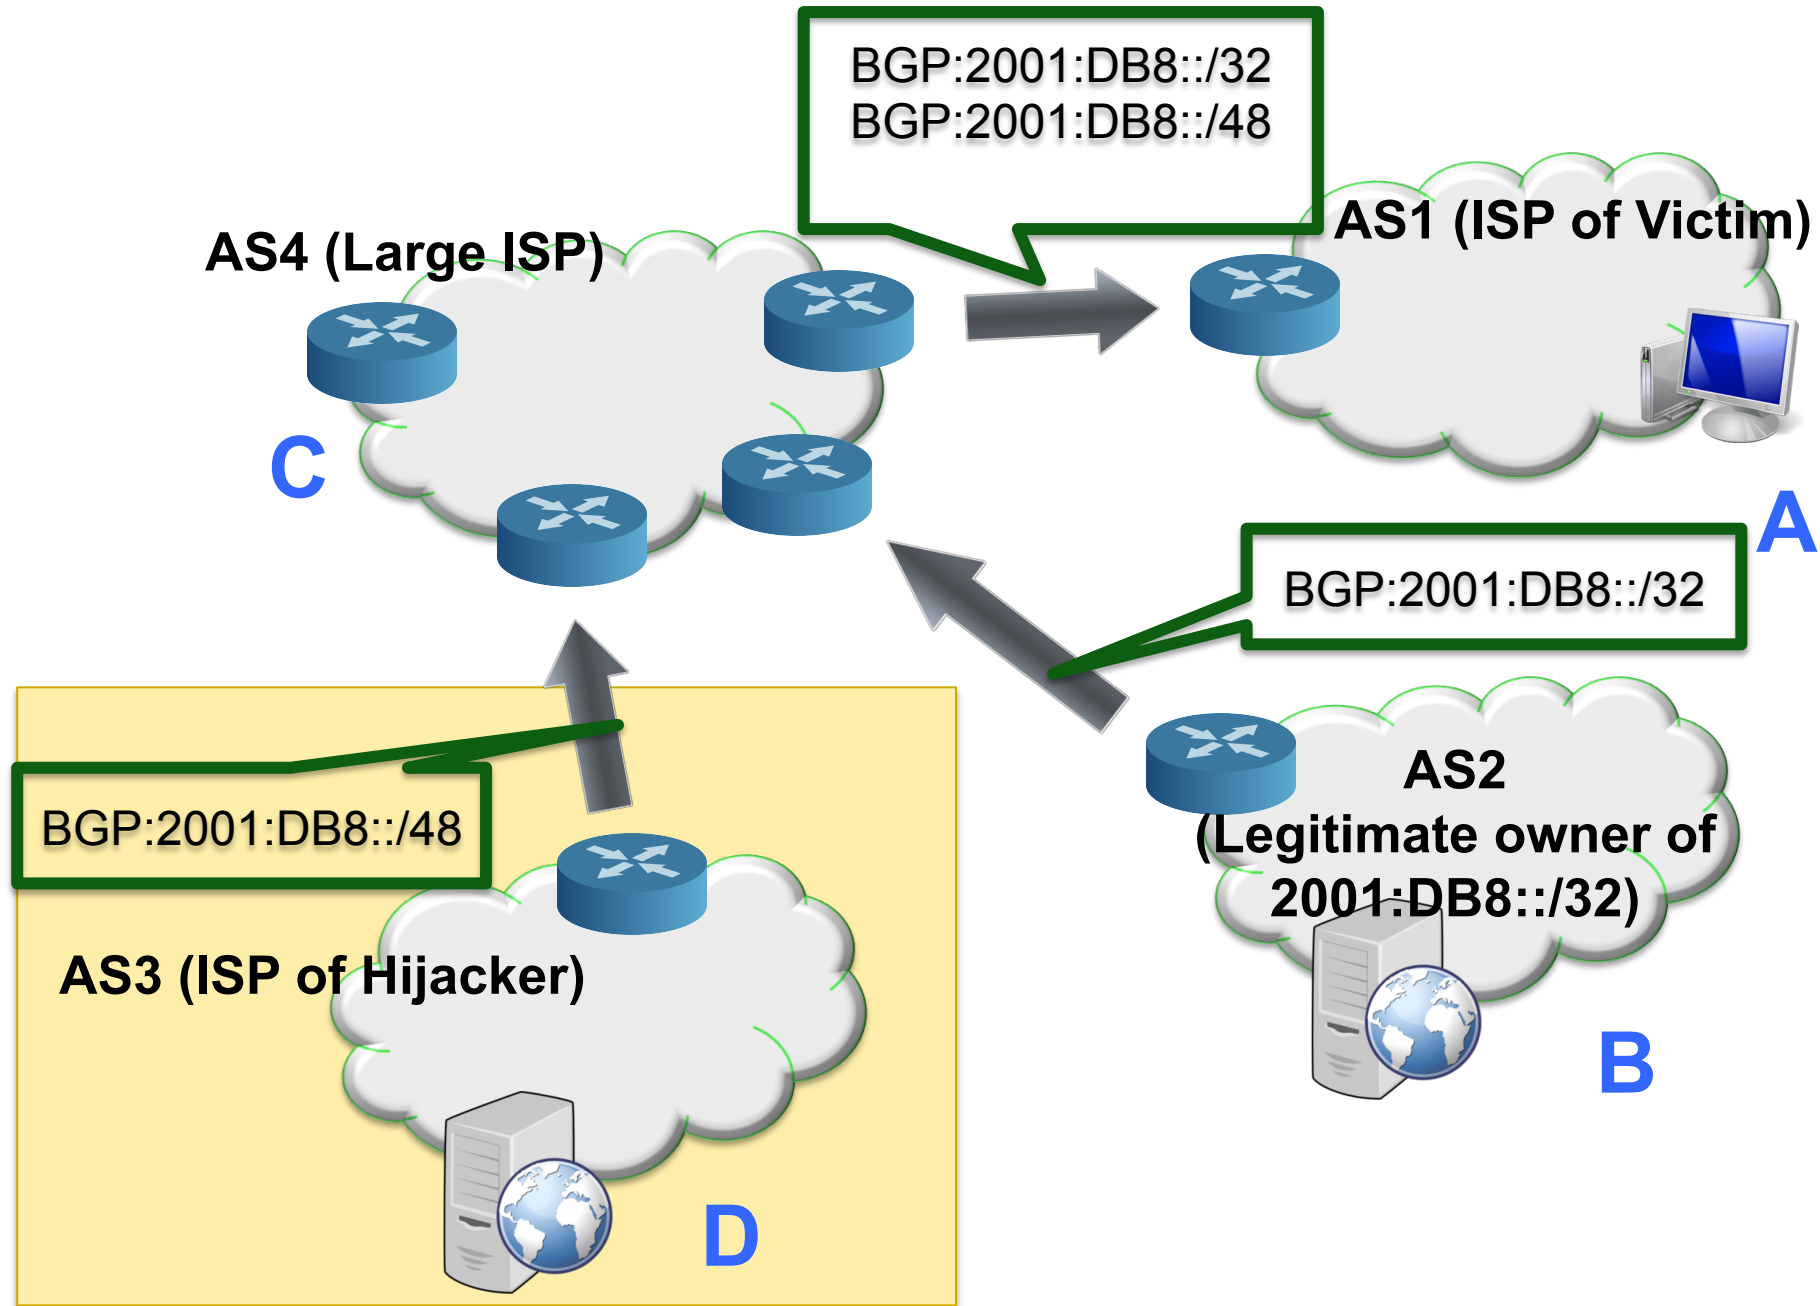 BGP:2001:DB8::/32
BGP:2001:DB8::/48
AS1 (ISP of Victim)
AS4 (Large ISP)
C
A
BGP:2001:DB8::/32
AS2
(Legitimate owner of
2001:DB8::/32)
B
BGP:2001:DB8::/48
AS3 (ISP of Hijacker)
D